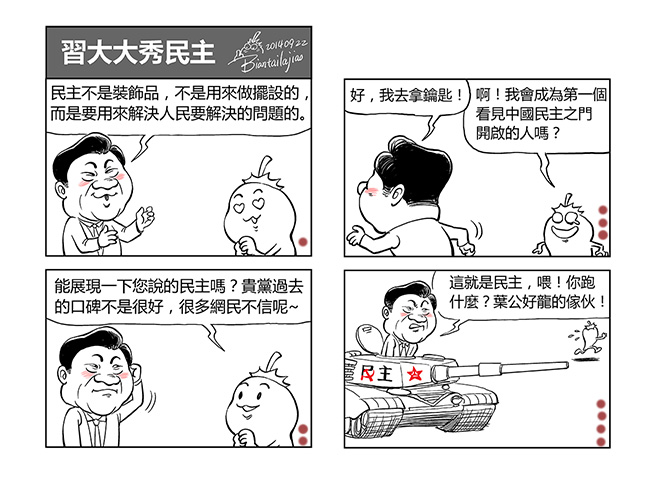 習大大秀民主
20140922
Biantailajiao
民主不是裝飾品，不是用來做擺設的，
而是要用來解決人民要解決的問題的。
能展現一下您說的民主嗎？貴黨過去
的口碑不是很好，很多網民不信呢~
好，我去拿鑰匙！
啊！我會成為第一個
看見中國民主之門
開啟的人嗎？
這就是民主，喂！你跑
什麼？葉公好龍的傢伙！
民主